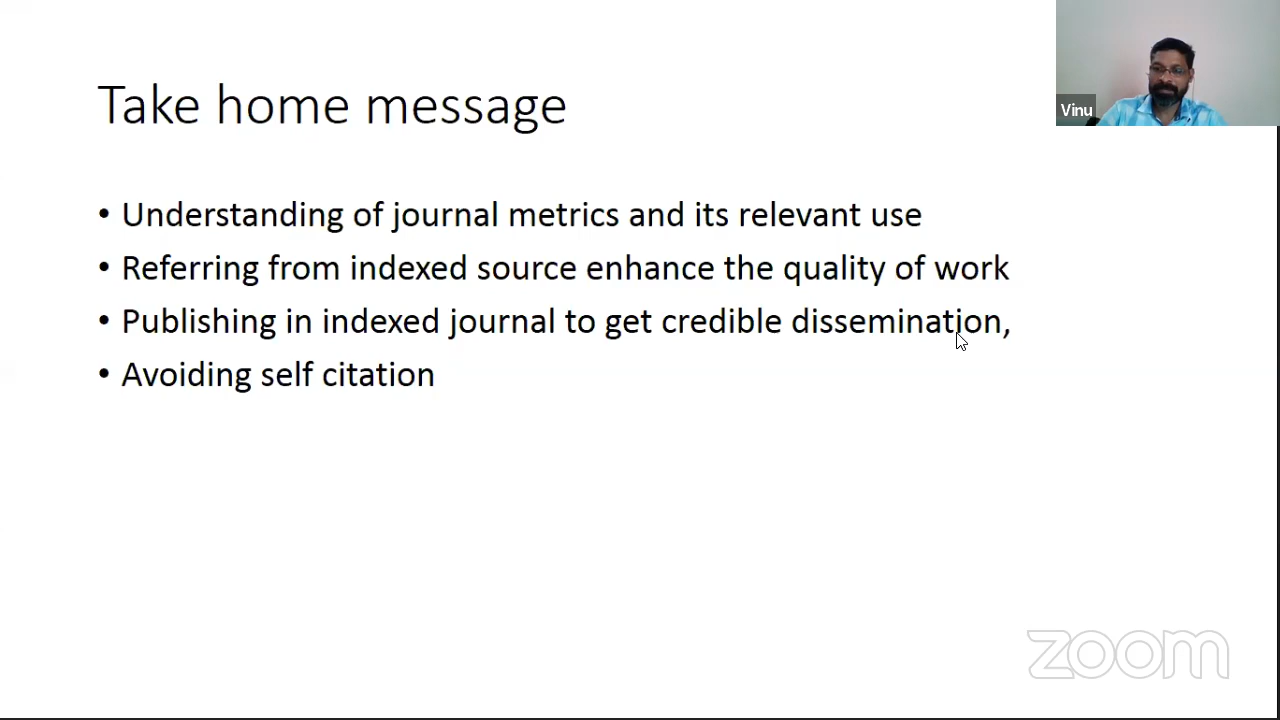 Take home message
Vinu
• Understanding of journal metrics and its relevant use
• Referring from indexed source enhance the quality of work
• Publishing in indexed journal to get credible dissemination,
• Avoiding self citation
zoom